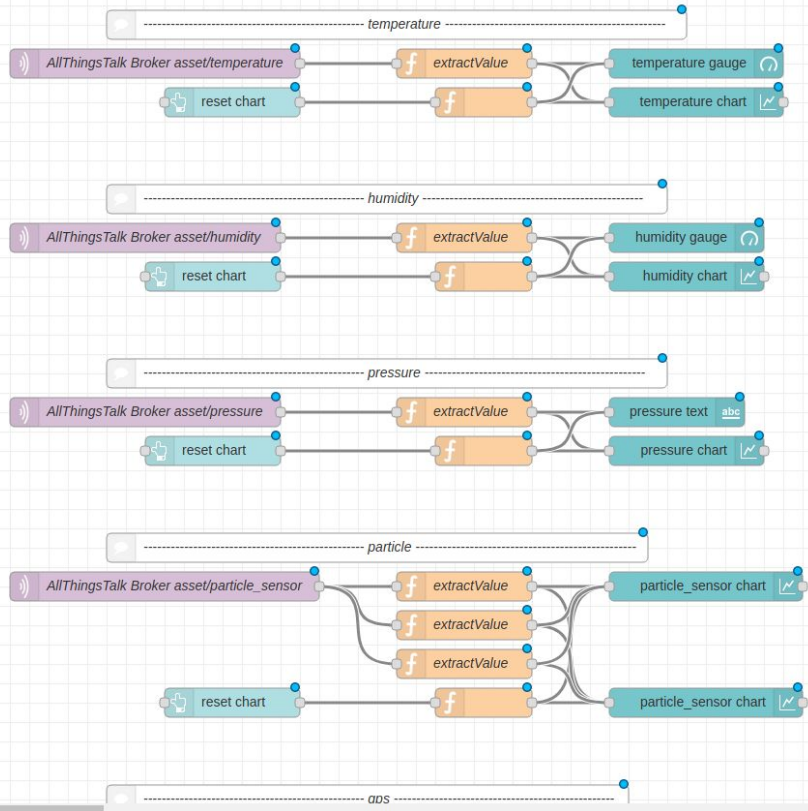 ---------------------------------------- temperature ----------------------------------------
AllThingsTalk Broker asset/temperature extractValue temperature gauge
reset chart temperature chart
---------------------------------------- humidity ----------------------------------------
AllThingsTalk Broker asset/humidity extractValue humidity gauge
reset chart humidity chart
---------------------------------------- pressure ----------------------------------------
AllThingsTalk Broker asset/pressure extractValue pressure text abc
reset chart pressure chart
---------------------------------------- particle ----------------------------------------
AllThingsTalk Broker asset/particle_sensor extractValue particle_sensor chart
extractValue
extractValue
reset chart particle_sensor chart
---------------------------------------- gps ----------------------------------------